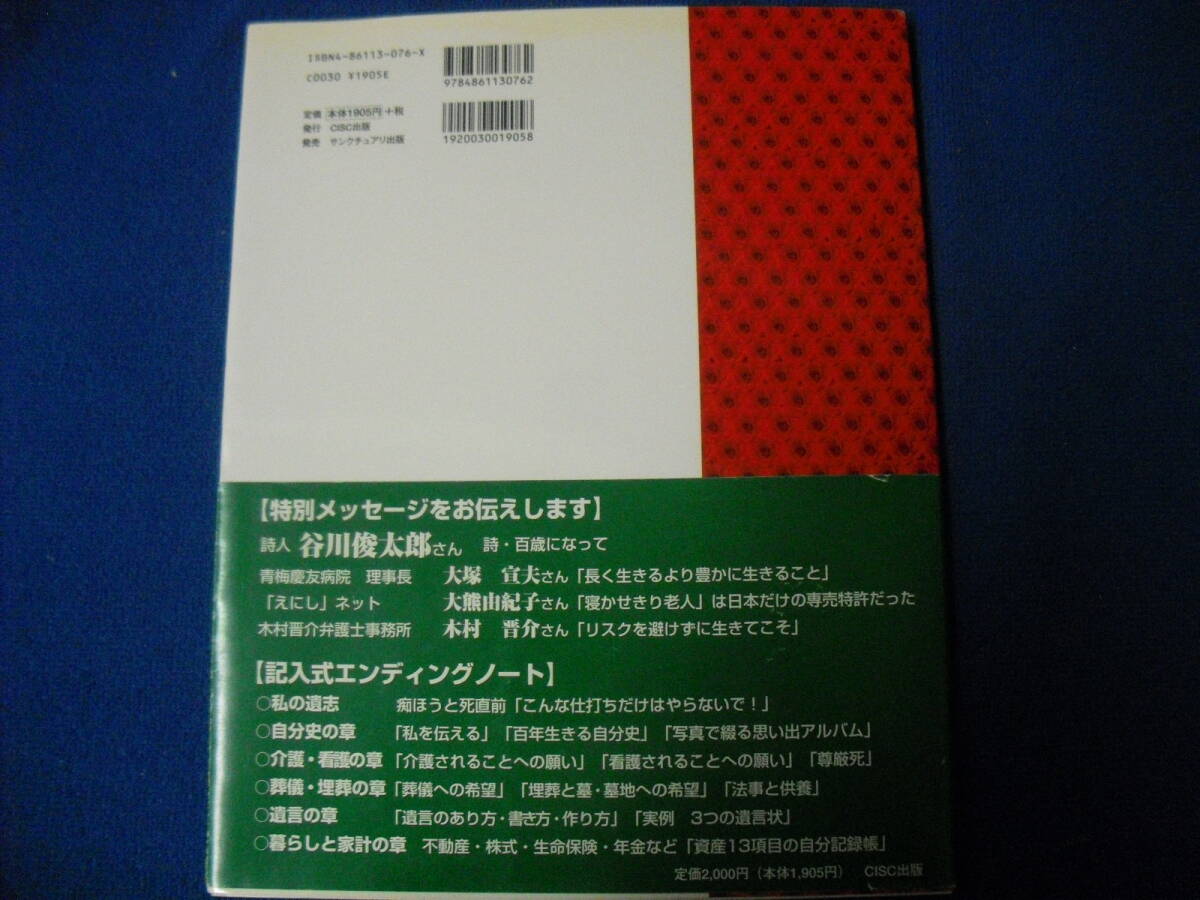 ISBN4-86113-076-X
C0030 ¥1905E
定価 本体1905円 +税
発行 CISC出版
発売 サンクチュアリ出版
9784861130762
1920030019058
【特別メッセージをお伝えします】
詩人 谷川俊太郎さん 詩・百歳になって
青梅慶友病院 理事長 大塚 宣夫さん「長く生きるより豊かに生きること」
「えにし」ネット 大熊由紀子さん「寝かせきり老人」は日本だけの専売特許だった
木村晋介弁護士事務所 木村 晋介さん「リスクを避けずに生きてこそ」
【記入式エンディングノート】
○私の遺志 痴ほうと死直前「こんな仕打ちだけはやらないで！」
○自分史の章 「私を伝える」「百年生きる自分史」「写真で綴る思い出アルバム」
○介護・看護の章「介護されることへの願い」「看護されることへの願い」「尊厳死」
○葬儀・埋葬の章「葬儀への希望」「埋葬と墓・墓地への希望」「法事と供養」
○遺言の章 「遺言のあり方・書き方・作り方」「実例 3つの遺言状」
○暮らしと家計の章 不動産・株式・生命保険・年金など「資産13項目の自分記録帳」
定価2,000円（本体1,905円） CISC出版